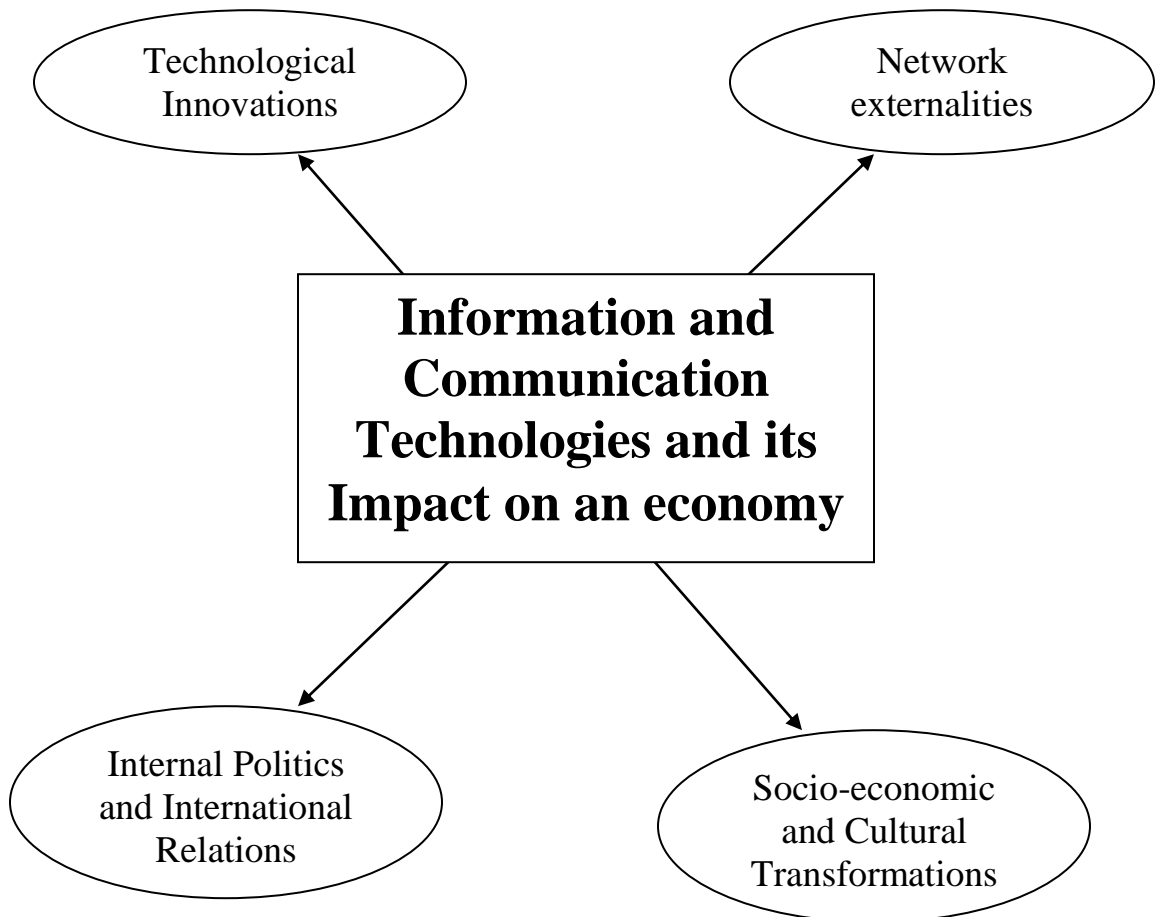 Technological
Innovations
Network
externalities
Information and
Communication
Technologies and its
Impact on an economy
Internal Politics
and International
Relations
Socio-economic
and Cultural
Transformations